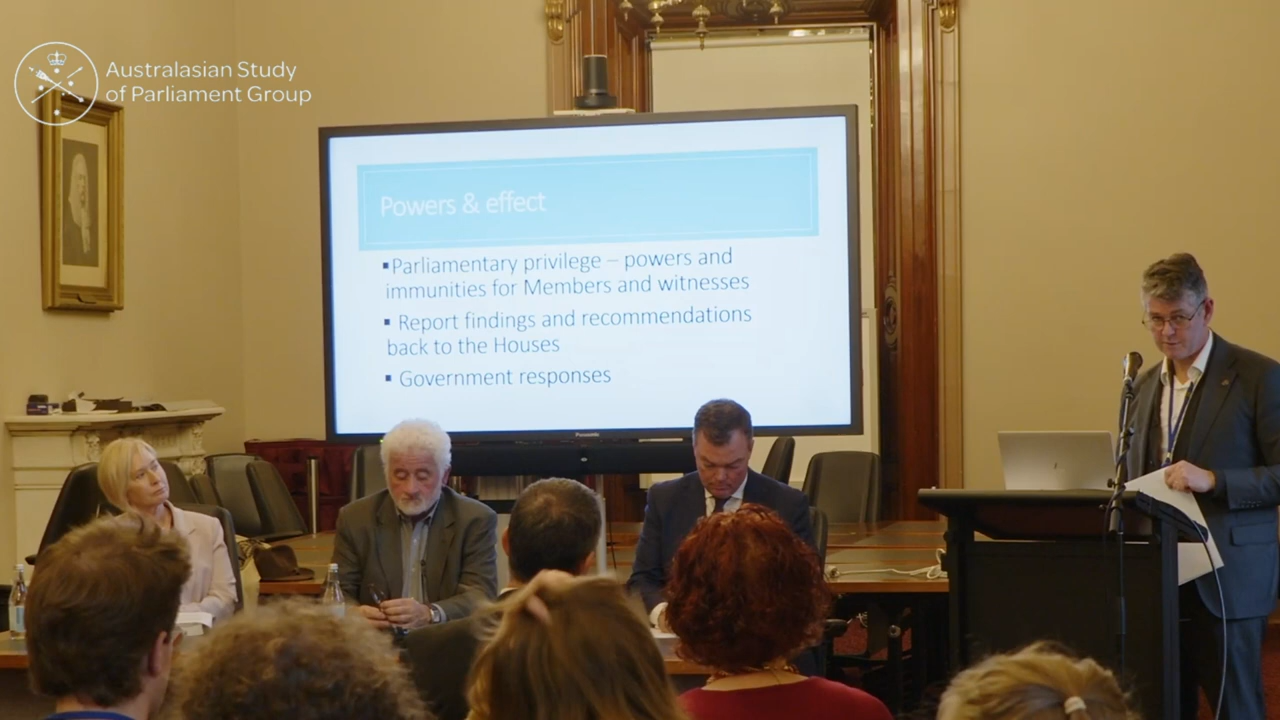 Australasian Study
of Parliament Group
Powers & effect
▪Parliamentary privilege – powers and
immunities for Members and witnesses
▪ Report findings and recommendations
back to the Houses
▪ Government responses
Panasonic